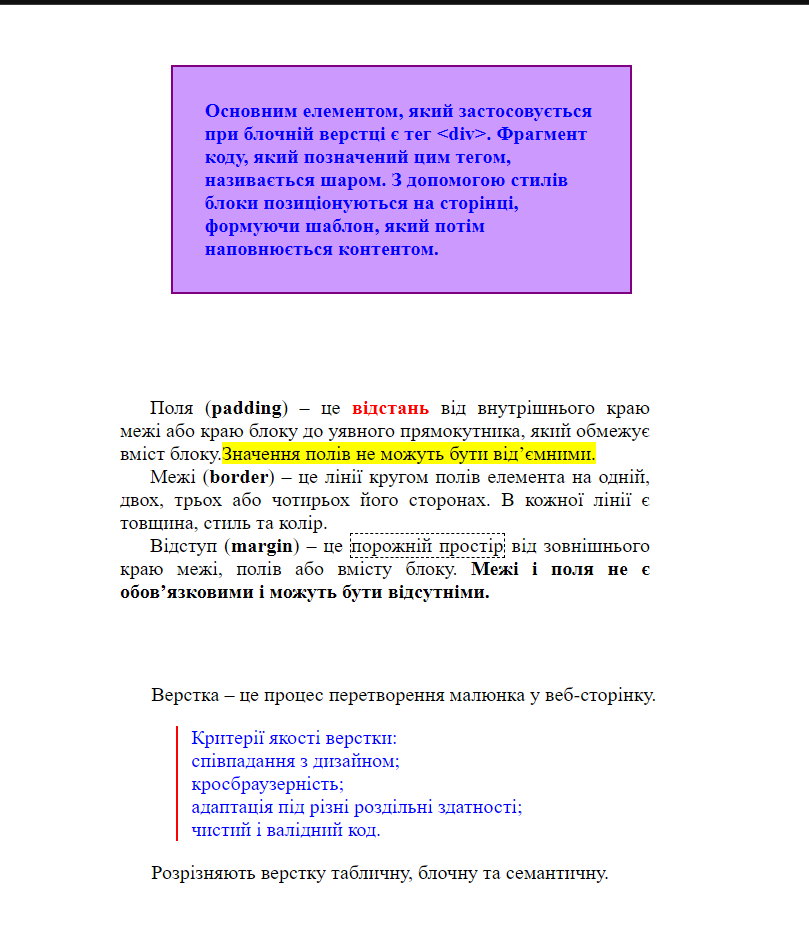 Основним елементом, який застосовується
при блочній верстці є тег <div>. Фрагмент
коду, який позначений цим тегом,
називається шаром. З допомогою стилів
блоки позиціонуються на сторінці,
формуючи шаблон, який потім
наповнюється контентом.
Поля (padding) – це відстань від внутрішнього краю
межі або краю блоку до уявного прямокутника, який обмежує
вміст блоку.Значення полів не можуть бути від’ємними.
Межі (border) – це лінії кругом полів елемента на одній,
двох, трьох або чотирьох його сторонах. В кожної лінії є
товщина, стиль та колір.
Відступ (margin) – це порожній простір від зовнішнього
краю межі, полів або вмісту блоку. Межі і поля не є
обов’язковими і можуть бути відсутніми.
Верстка – це процес перетворення малюнка у веб-сторінку.
Критерії якості верстки:
співпадання з дизайном;
кросбраузерність;
адаптація під різні роздільні здатності;
чистий і валідний код.
Розрізняють верстку табличну, блочну та семантичну.